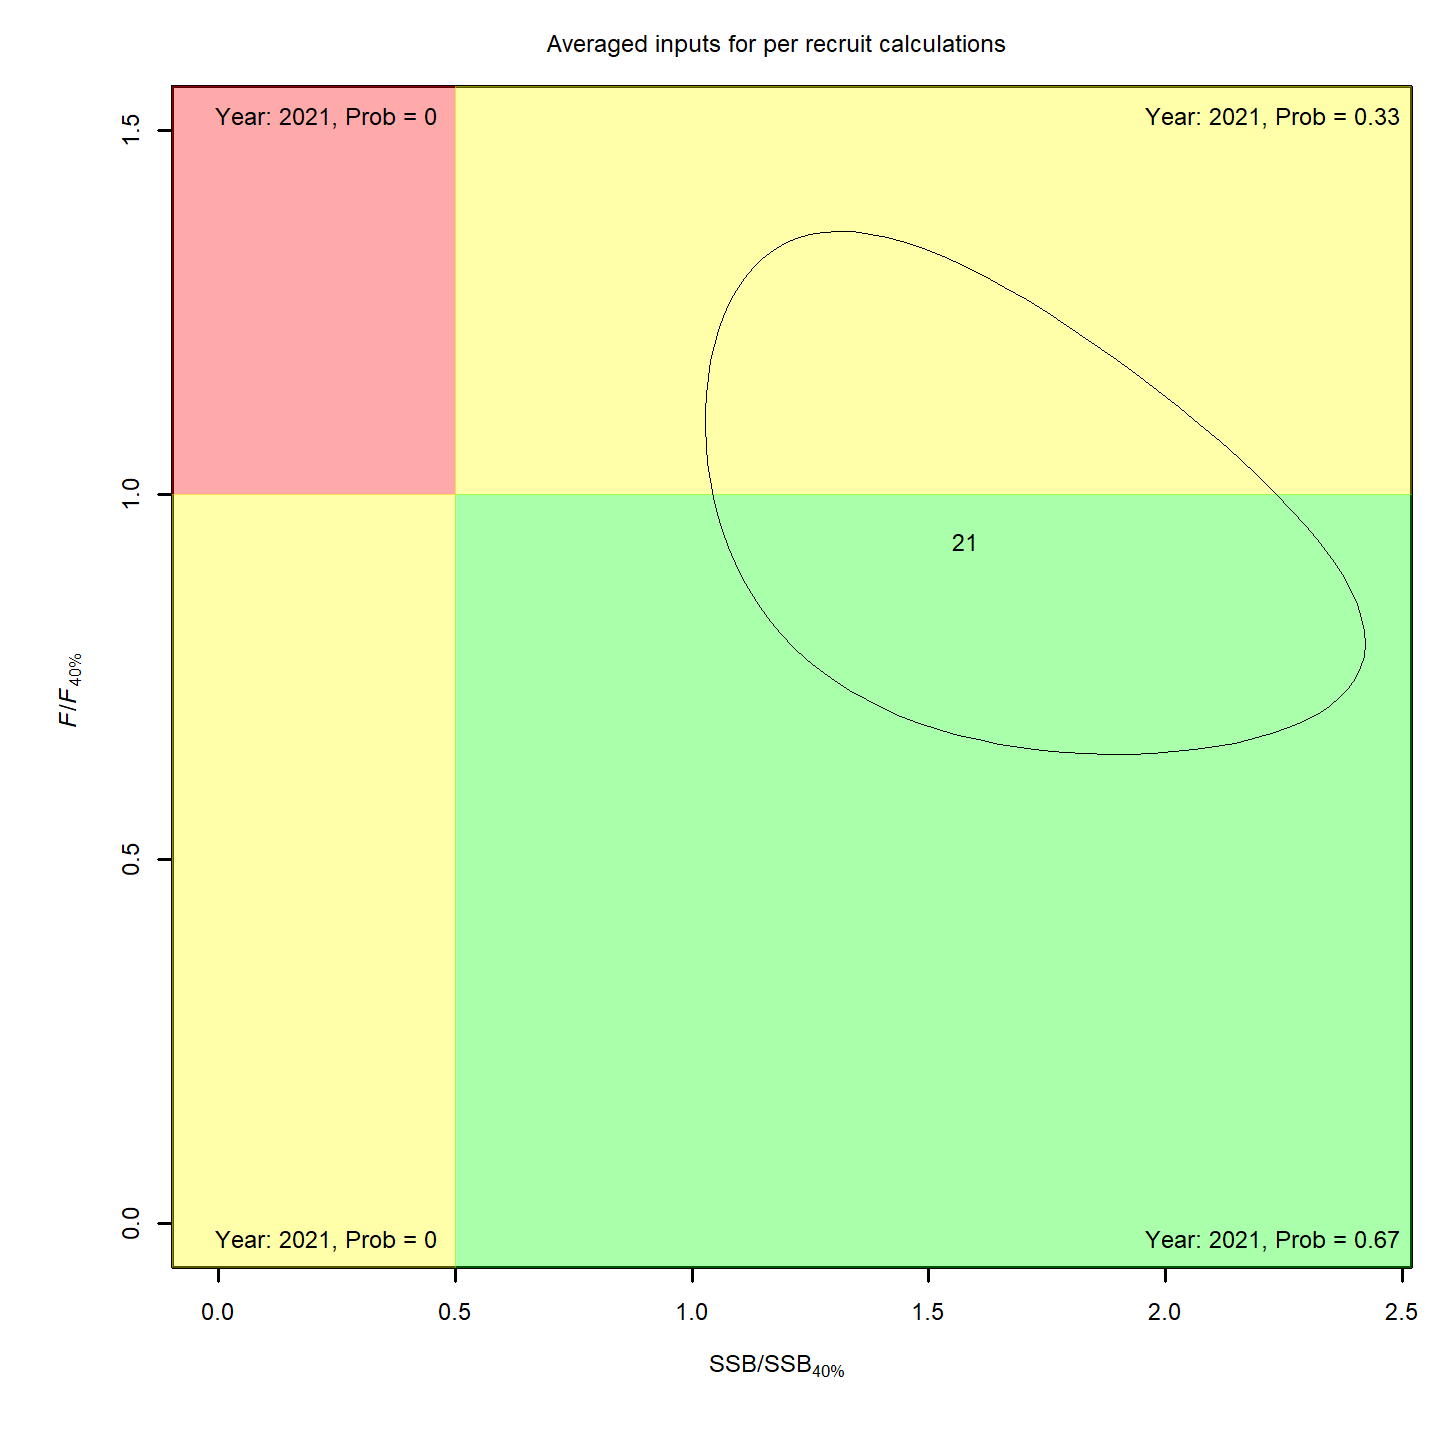 Averaged inputs for per recruit calculations
Year: 2021, Prob = 0
Year: 2021, Prob = 0.33
1.5
1.0
21
F/F40%
0.5
0.0
Year: 2021, Prob = 0
Year: 2021, Prob = 0.67
0.0 0.5 1.0 1.5 2.0 2.5
SSB/SSB40%